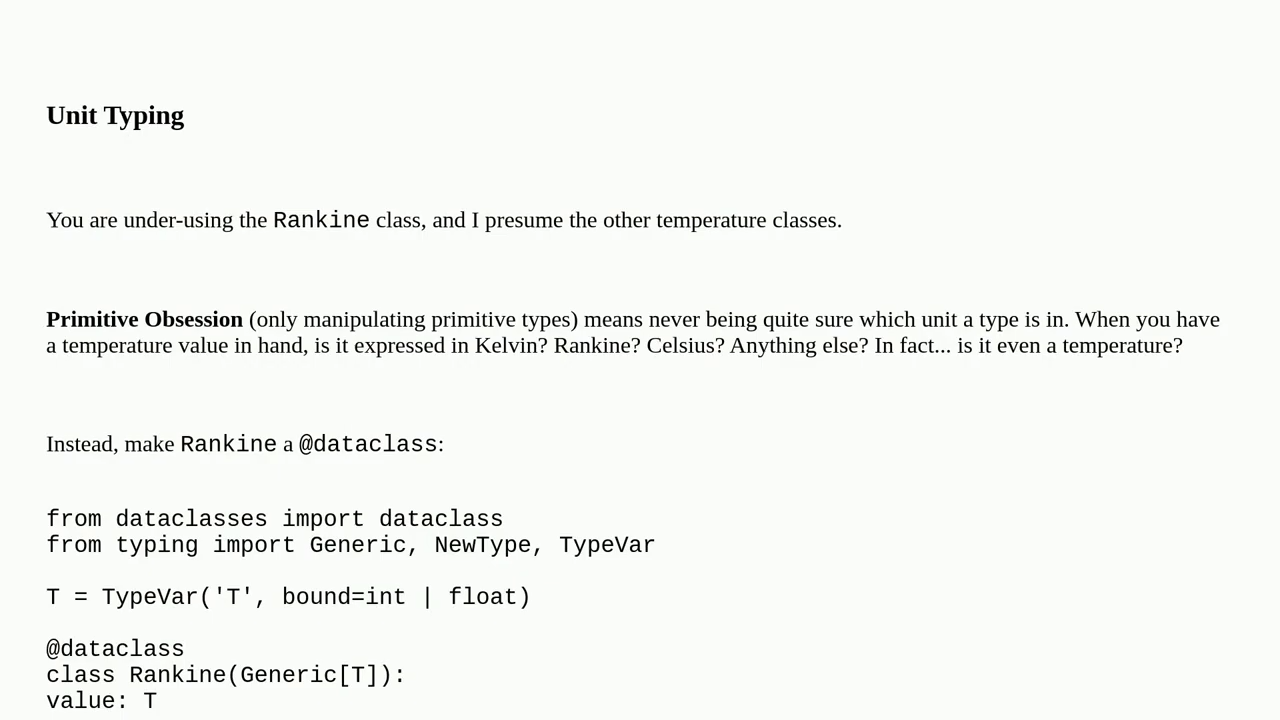 Unit Typing
You are under-using the Rankine class, and I presume the other temperature classes.
Primitive Obsession (only manipulating primitive types) means never being quite sure which unit a type is in. When you have
a temperature value in hand, is it expressed in Kelvin? Rankine? Celsius? Anything else? In fact... is it even a temperature?
Instead, make Rankine a @dataclass:
from dataclasses import dataclass
from typing import Generic, NewType, TypeVar
T = TypeVar('T', bound=int | float)
@dataclass
class Rankine(Generic[T]):
value: T